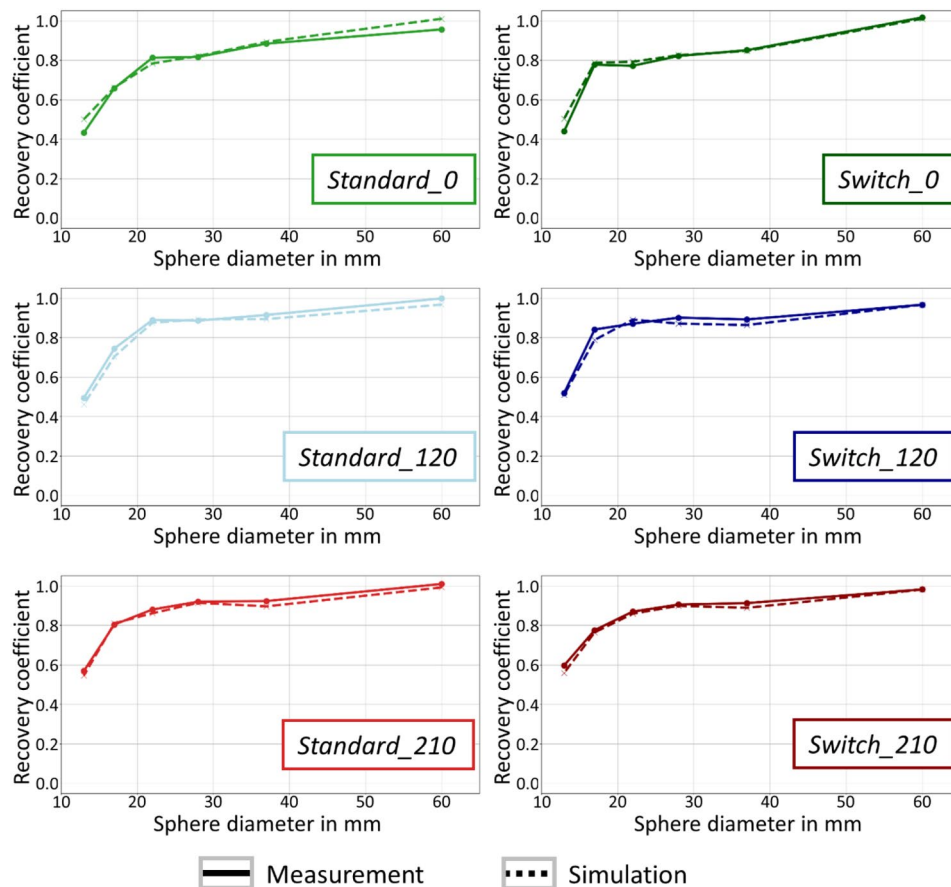 Recovery coefficient
1.0
0.8
0.6
0.4
0.2
0.0
Standard_0
10 20 30 40 50 60
Sphere diameter in mm
Recovery coefficient
1.0
0.8
0.6
0.4
0.2
0.0
Switch_0
10 20 30 40 50 60
Sphere diameter in mm
Recovery coefficient
1.0
0.8
0.6
0.4
0.2
0.0
Standard_120
10 20 30 40 50 60
Sphere diameter in mm
Recovery coefficient
1.0
0.8
0.6
0.4
0.2
0.0
Switch_120
10 20 30 40 50 60
Sphere diameter in mm
Recovery coefficient
1.0
0.8
0.6
0.4
0.2
0.0
Standard_210
10 20 30 40 50 60
Sphere diameter in mm
Recovery coefficient
1.0
0.8
0.6
0.4
0.2
0.0
Switch_210
10 20 30 40 50 60
Sphere diameter in mm
Measurement
Simulation